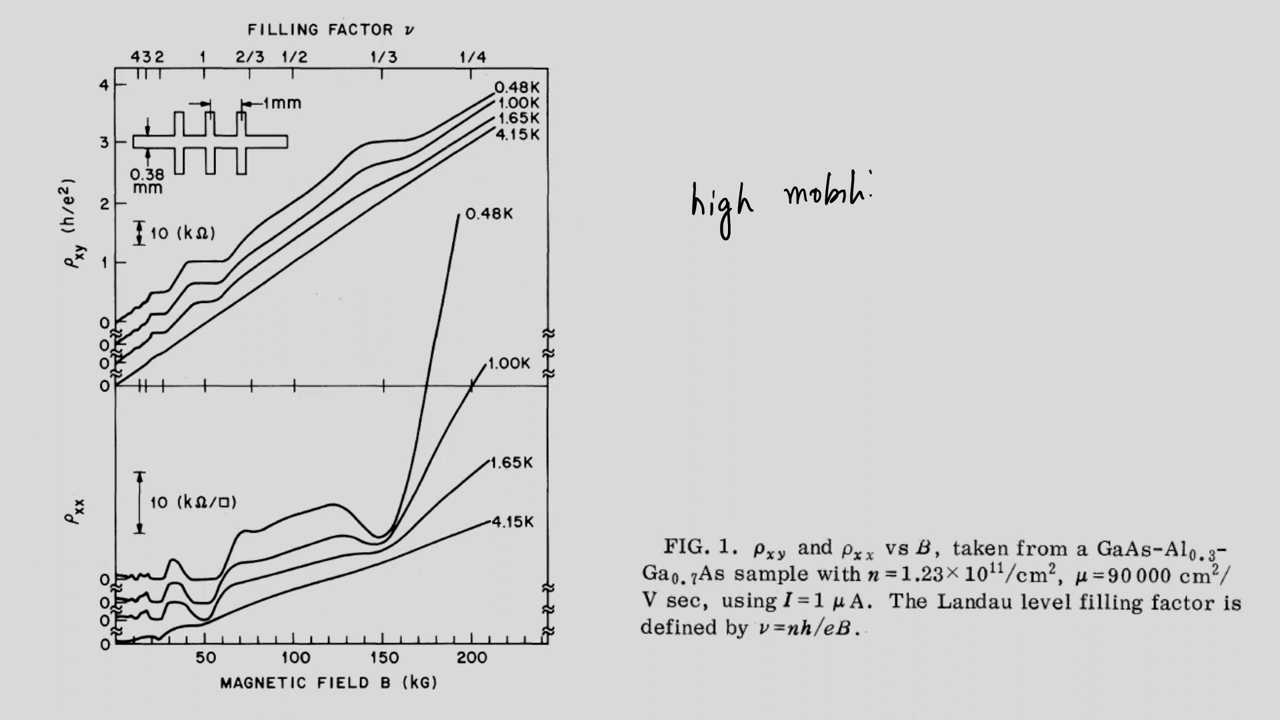 FILLING FACTOR ν
4 3 2 1 2/3 1/2 1/3 1/4
4
3
2
1
0
0
0
0
ρxy (h/e²)
1mm
0.38
mm
10 (kΩ)
0.48K
1.00K
1.65K
4.15K
0.48K
1.00K
1.65K
4.15K
ρxx
10 (kΩ/□)
0
0
0
0
50 100 150 200
MAGNETIC FIELD B (kG)
high
FIG. 1. ρxy and ρxx vs B, taken from a GaAs-Al0.3-
Ga0.7As sample with n = 1.23×10¹¹/cm², μ = 90 000 cm²/
V sec, using I = 1 μA. The Landau level filling factor is
defined by ν = nh/eB.